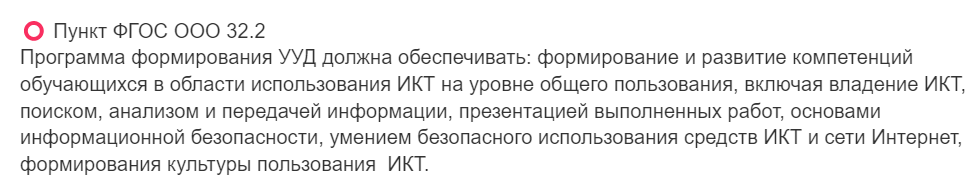 Пункт ФГОС ООО 32.2
Программа формирования УУД должна обеспечивать: формирование и развитие компетенций
обучающихся в области использования ИКТ на уровне общего пользования, включая владение ИКТ,
поиском, анализом и передачей информации, презентацией выполненных работ, основами
информационной безопасности, умением безопасного использования средств ИКТ и сети Интернет,
формирования культуры пользования  ИКТ.